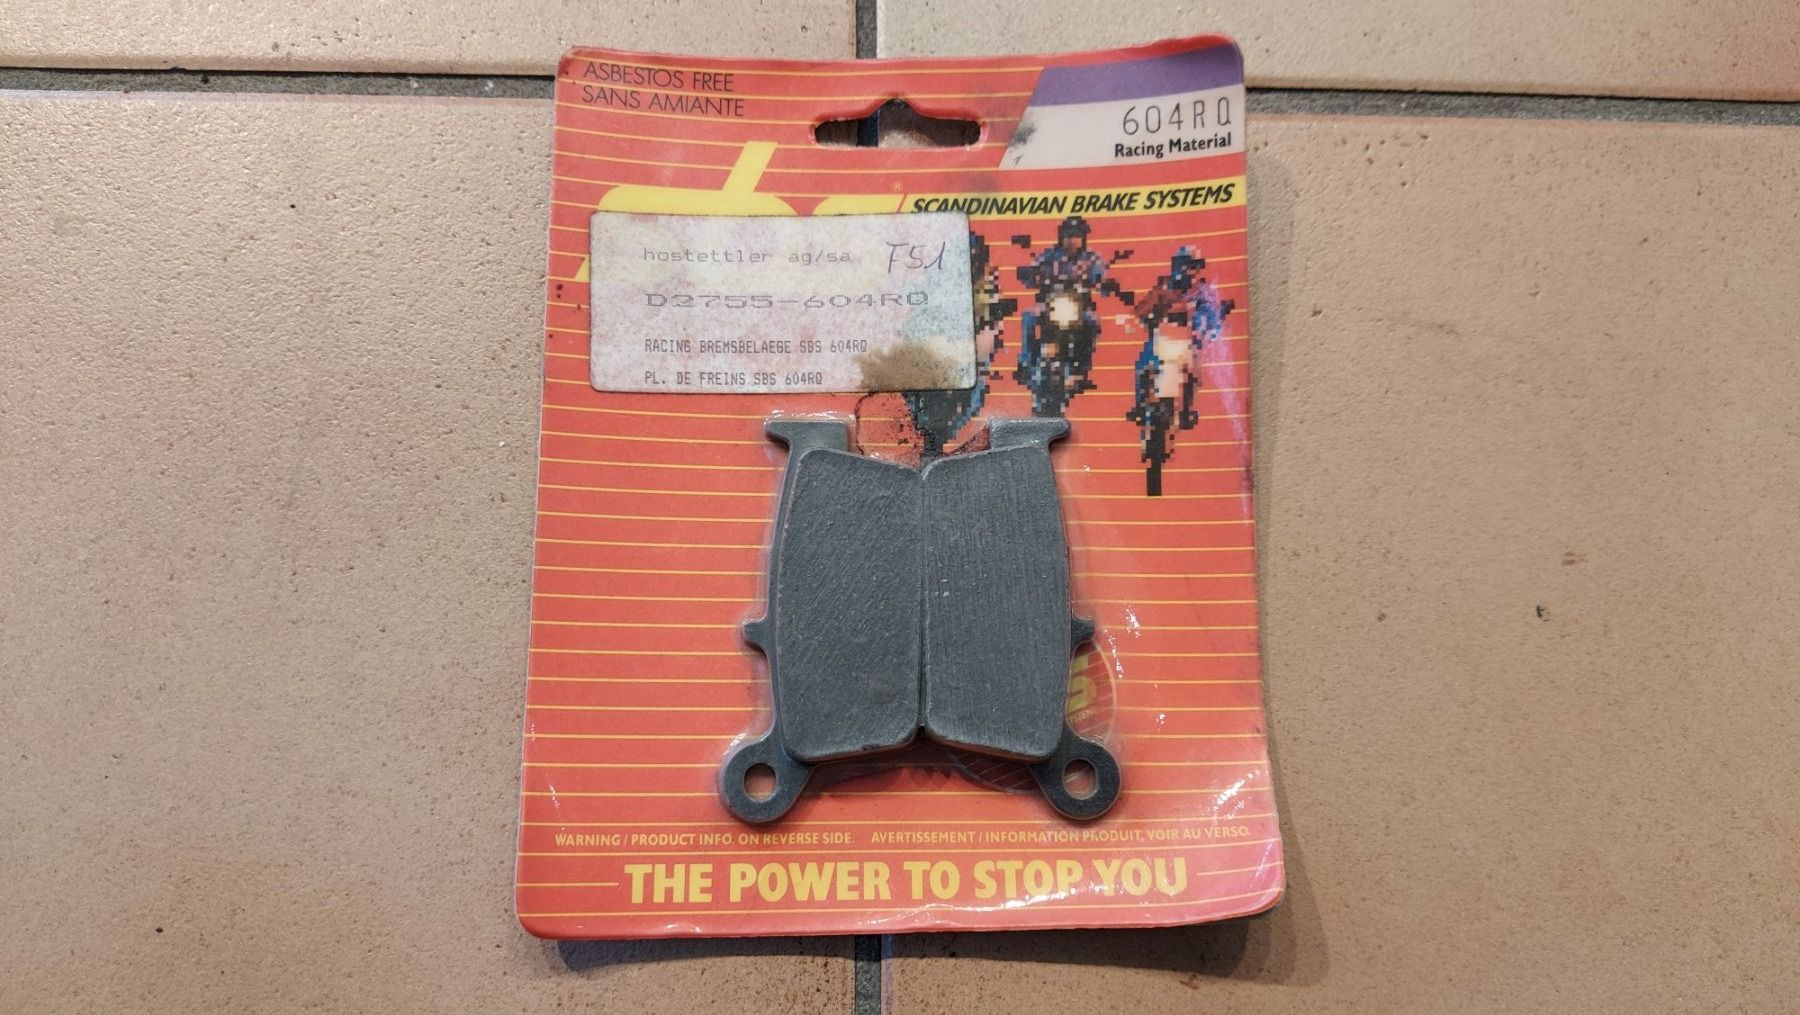 ASBESTOS FREE
SANS AMIANTE
604RQ
Racing Material
®
SCANDINAVIAN BRAKE SYSTEMS
hostettler ag/sa F51
D2755-604RQ
RACING BREMSBELAEGE SBS 604RQ
PL. DE FREINS SBS 604RQ
WARNING / PRODUCT INFO. ON REVERSE SIDE. AVERTISSEMENT / INFORMATION PRODUIT, VOIR AU VERSO.
THE POWER TO STOP YOU